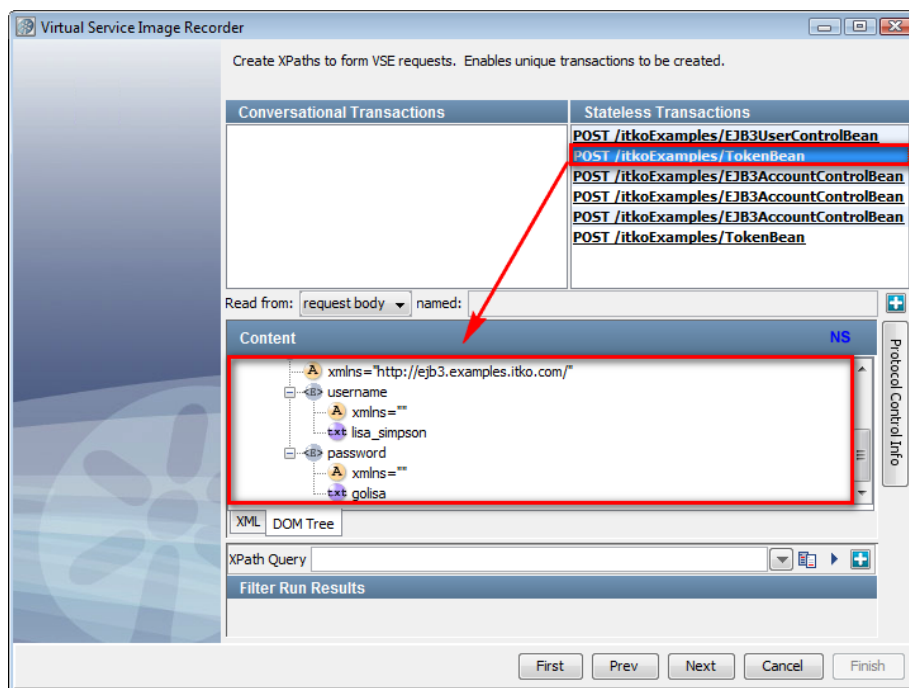 Virtual Service Image Recorder
Create XPaths to form VSE requests. Enables unique transactions to be created.
Conversational Transactions
Stateless Transactions
POST /itkoExamples/EJB3UserControlBean
POST /itkoExamples/TokenBean
POST /itkoExamples/EJB3AccountControlBean
POST /itkoExamples/EJB3AccountControlBean
POST /itkoExamples/EJB3AccountControlBean
POST /itkoExamples/TokenBean
Read from: request body named:
Content NS
Protocol Control Info
A xmlns="http://ejb3.examples.itko.com/"
<E> username
A xmlns=""
txt lisa_simpson
<E> password
A xmlns=""
txt golisa
XML DOM Tree
XPath Query
Filter Run Results
First Prev Next Cancel Finish